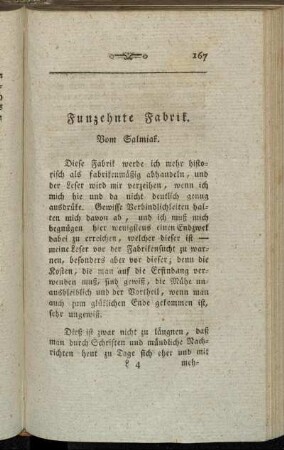 167
Funzehnte Fabrik.
Vom Salmiak.
Diese Fabrik werde ich mehr histo-
risch als fabrikenmäßig abhandeln, und
der Leser wird mir verzeihen, wenn ich
mich hie und da nicht deutlich genug
ausdrüke. Gewisse Verbindlichkeiten hal-
ten mich davon ab, und ich muß mich
begnügen hier wenigstens einen Endzwek
dabei zu erreichen, welcher dieser ist —
meine Leser vor der Fabrikensucht zu war-
nen, besonders aber vor dieser; denn die
Kosten, die man auf die Erfindung ver-
wenden muß, sind gewiß, die Mühe un-
ausbleiblich und der Vortheil, wenn man
auch zum glüklichen Ende gekommen ist,
sehr ungewiß.
Dieß ist zwar nicht zu läugnen, daß
man durch Schriften und mündliche Nach-
richten heut zu Tage sich eher und mit
L 4
meh-